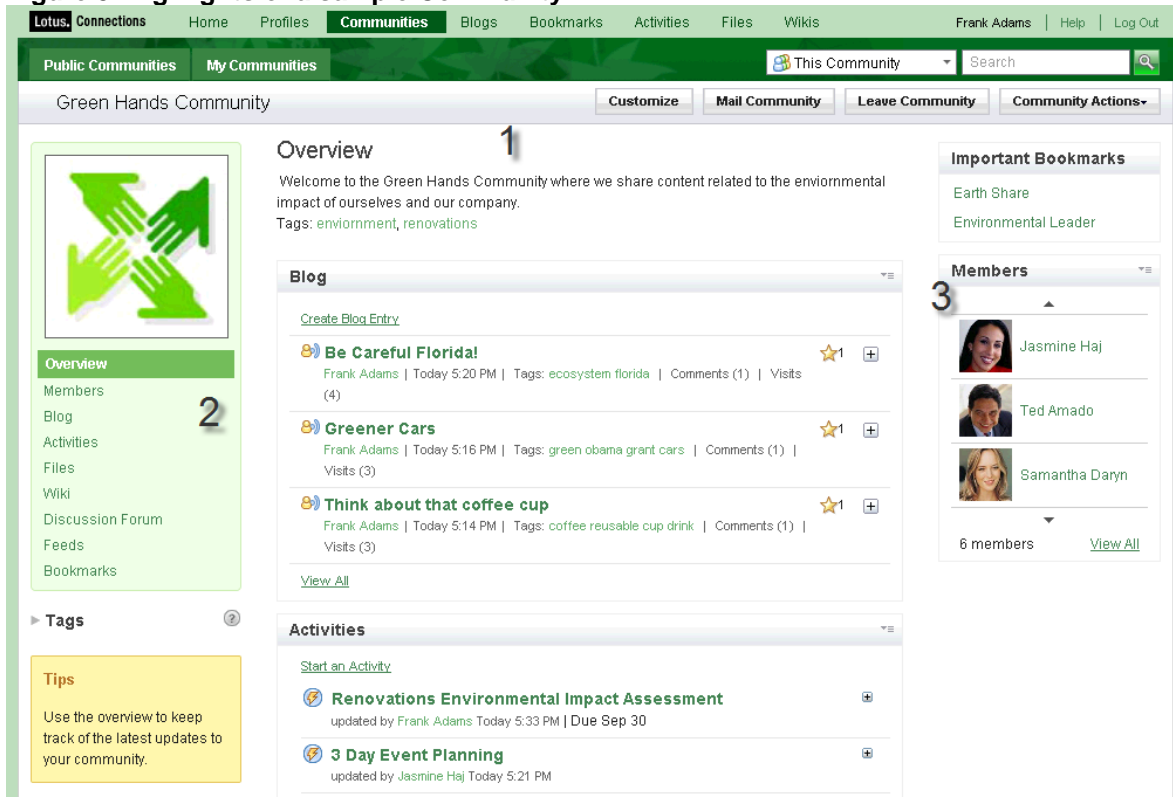 Lotus. Connections Home Profiles Communities Blogs Bookmarks Activities Files Wikis Frank Adams | Help | Log Out
Public Communities My Communities This Community Search
Green Hands Community Customize Mail Community Leave Community Community Actions
Overview
1
Welcome to the Green Hands Community where we share content related to the enviornmental
impact of ourselves and our company.
Tags: enviornment, renovations
Overview
Members
Blog
Activities
Files
Wiki
Discussion Forum
Feeds
Bookmarks
2
Tags ?
Tips
Use the overview to keep
track of the latest updates to
your community.
Blog
Create Blog Entry
Be Careful Florida! 1
Frank Adams | Today 5:20 PM | Tags: ecosystem florida | Comments (1) | Visits
(4)
Greener Cars 1
Frank Adams | Today 5:16 PM | Tags: green obama grant cars | Comments (1) |
Visits (3)
Think about that coffee cup 1
Frank Adams | Today 5:14 PM | Tags: coffee reusable cup drink | Comments (1) |
Visits (3)
View All
Activities
Start an Activity
Renovations Environmental Impact Assessment
updated by Frank Adams Today 5:33 PM | Due Sep 30
3 Day Event Planning
updated by Jasmine Haj Today 5:21 PM
Important Bookmarks
Earth Share
Environmental Leader
Members
3
Jasmine Haj
Ted Amado
Samantha Daryn
6 members View All